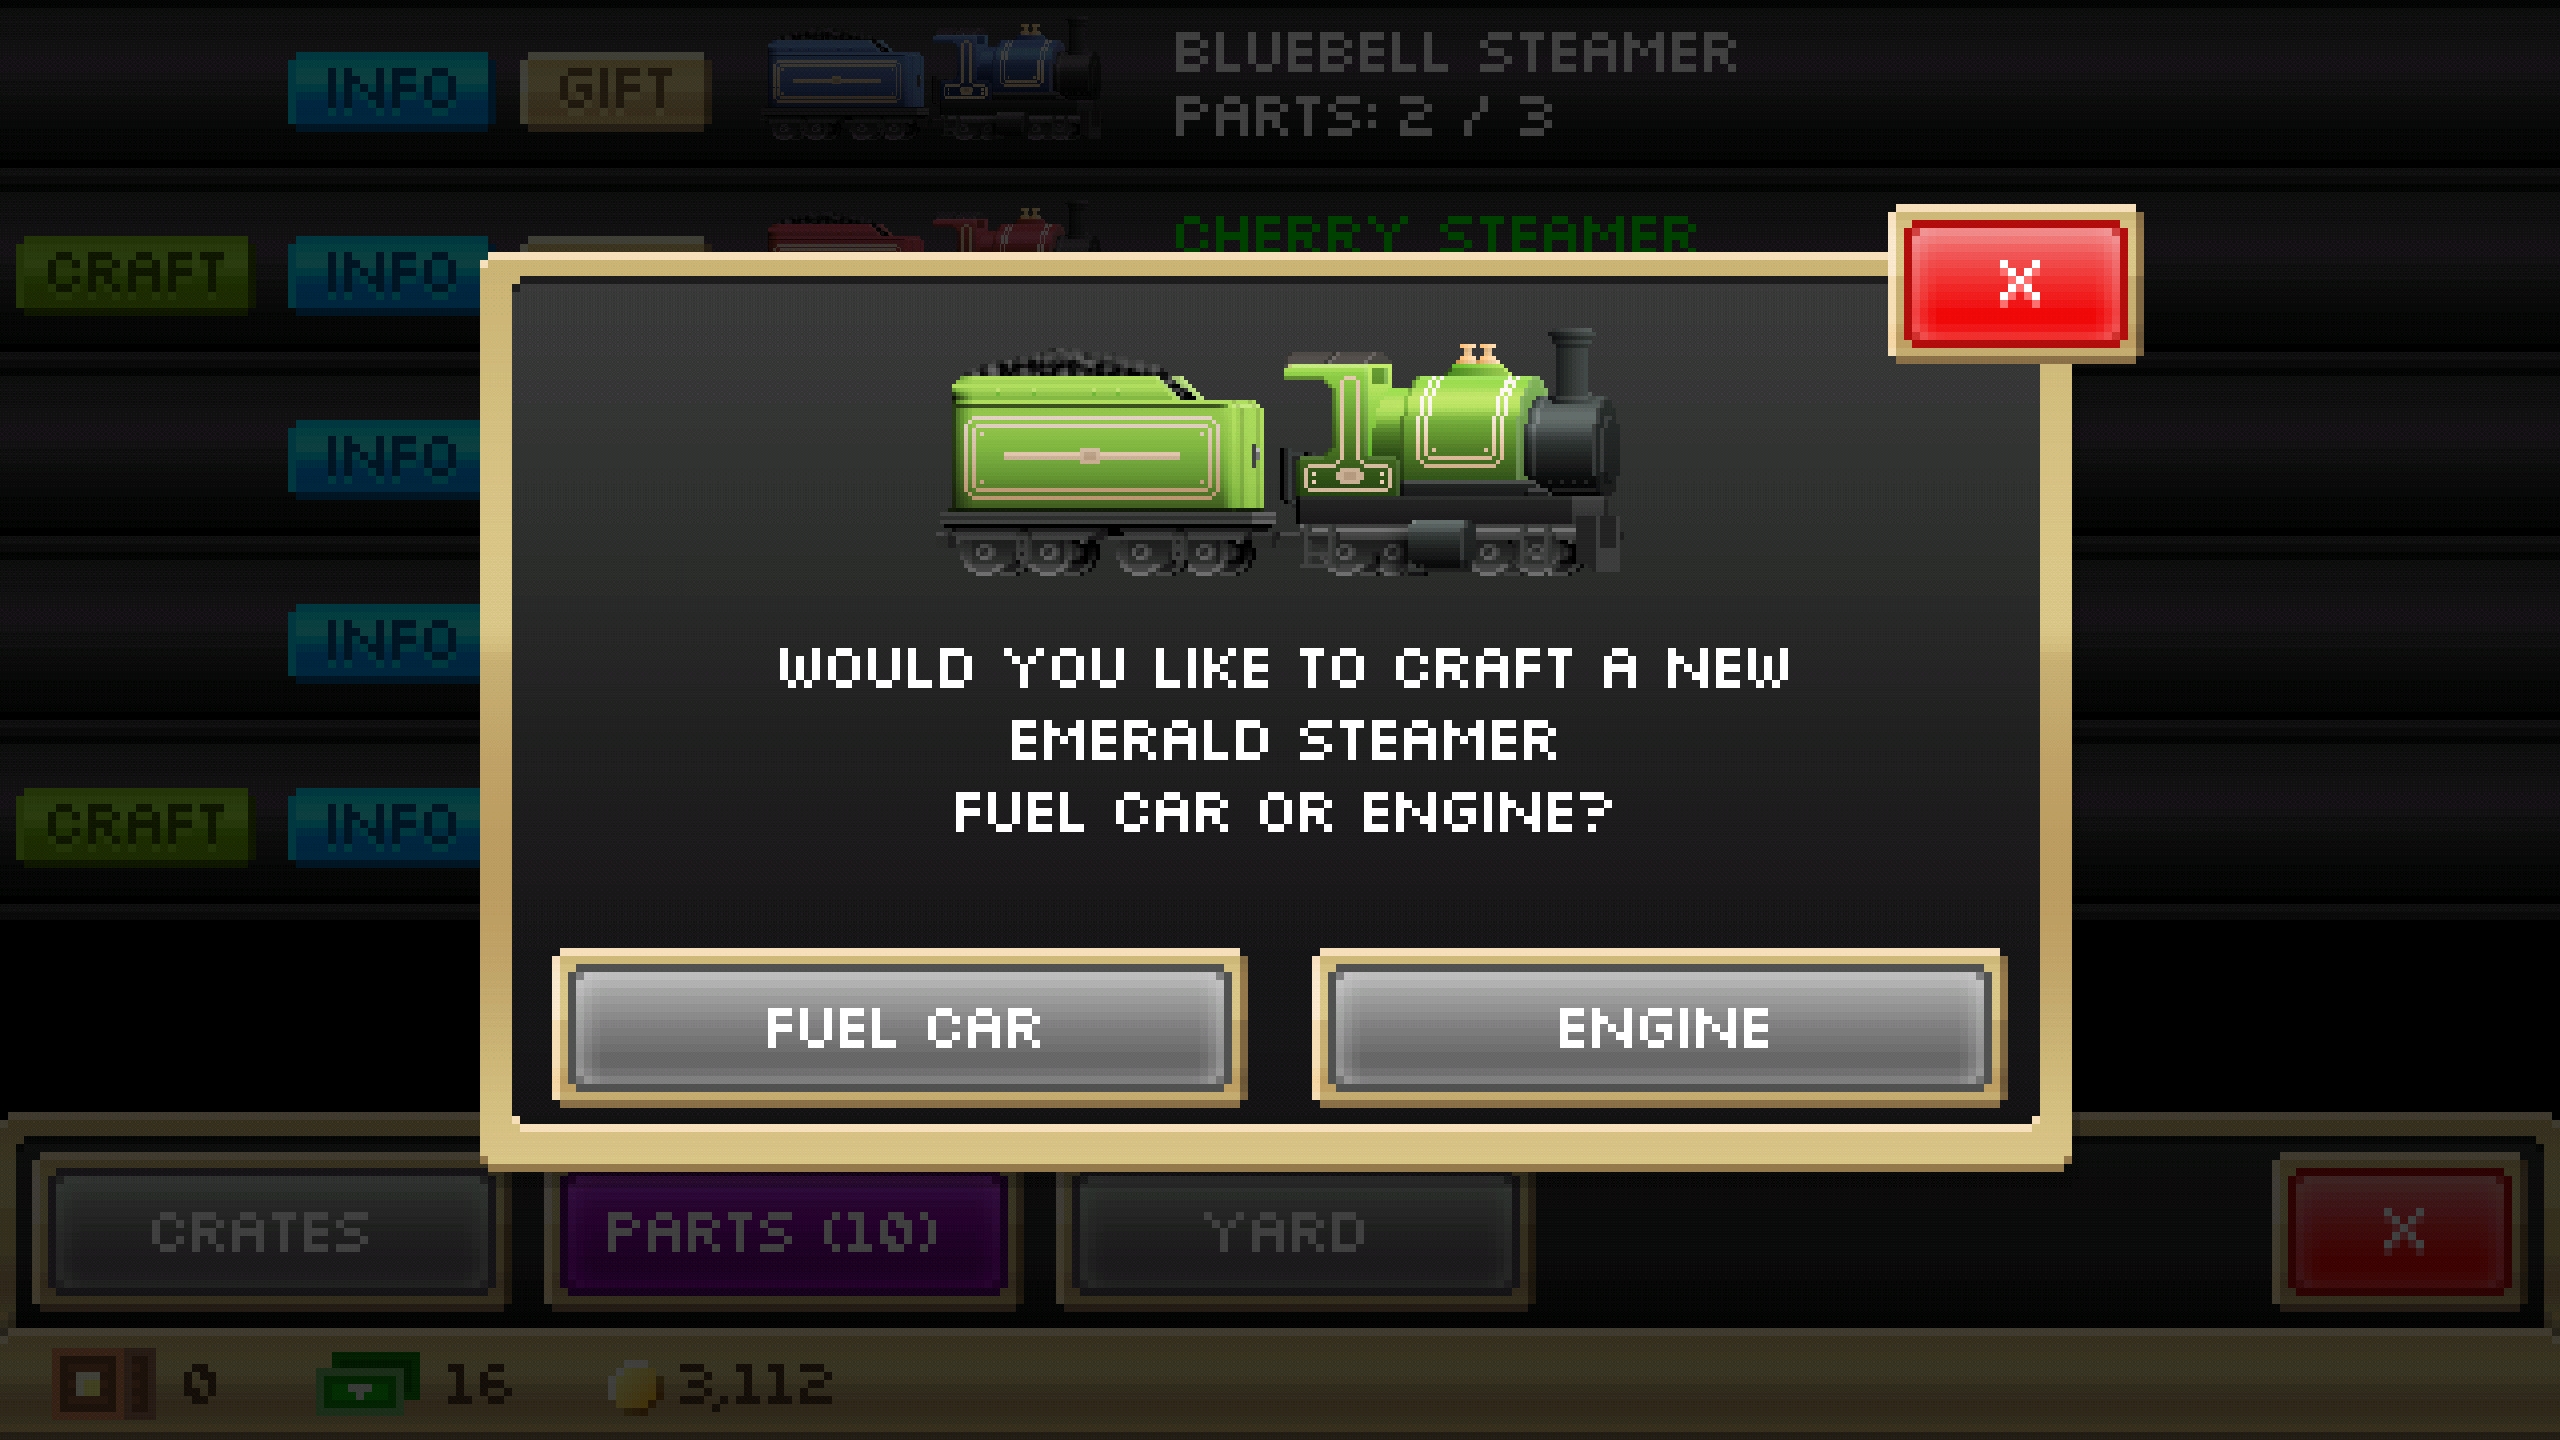 INFO GIFT BLUEBELL STEAMER
PARTS: 2 / 3
CRAFT INFO CHERRY STEAMER
X
INFO
INFO
CRAFT INFO
WOULD YOU LIKE TO CRAFT A NEW
EMERALD STEAMER
FUEL CAR OR ENGINE?
FUEL CAR ENGINE
CRATES PARTS (10) YARD X
0 16 3,112